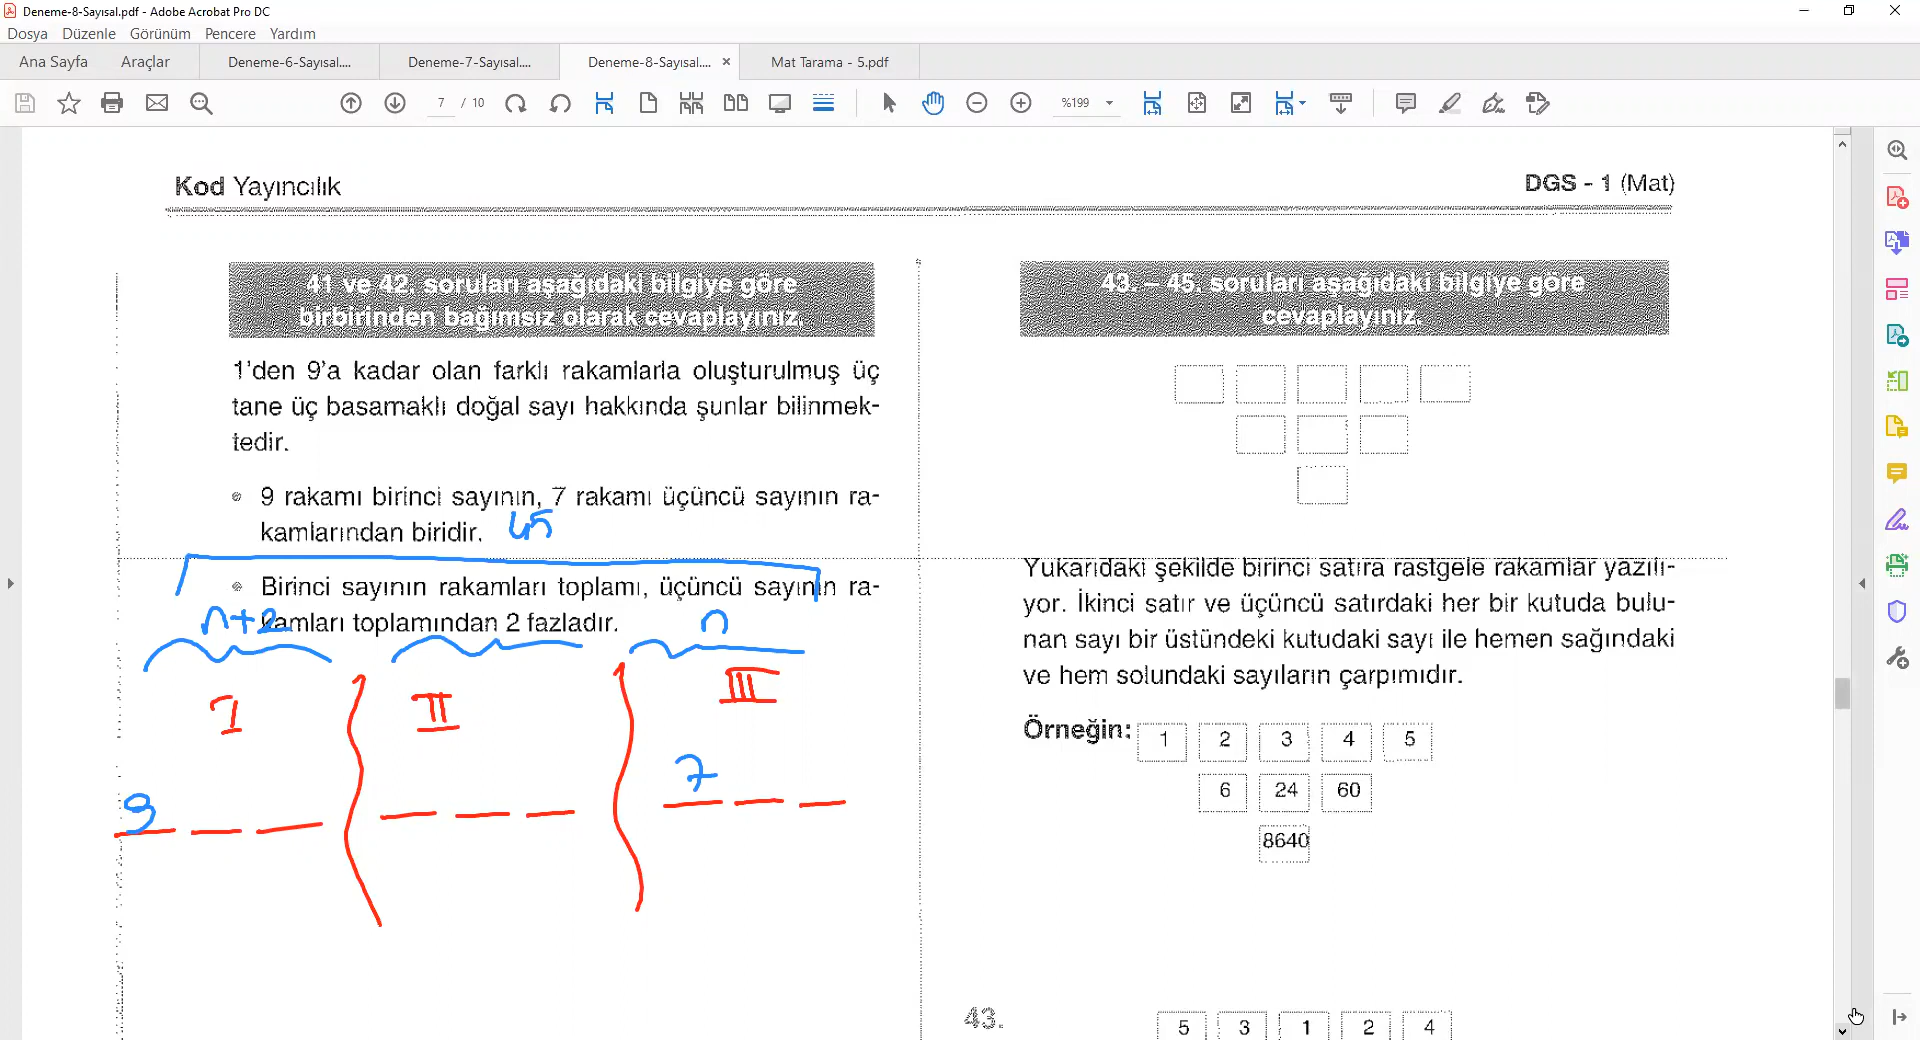 Deneme-8-Sayısal.pdf - Adobe Acrobat Pro DC
Dosya Düzenle Görünüm Pencere Yardım
Ana Sayfa Araçlar Deneme-6-Sayısal.... Deneme-7-Sayısal.... Deneme-8-Sayısal.... × Mat Tarama - 5.pdf
7 / 10 %199
Kod Yayıncılık
DGS - 1 (Mat)
41 ve 42. soruları aşağıdaki bilgiye göre
birbirinden bağımsız olarak cevaplayınız.
1'den 9'a kadar olan farklı rakamlarla oluşturulmuş üç
tane üç basamaklı doğal sayı hakkında şunlar bilinmek-
tedir.
9 rakamı birinci sayının, 7 rakamı üçüncü sayının ra-
kamlarından biridir. 45
Birinci sayının rakamları toplamı, üçüncü sayının ra-
kamları toplamından 2 fazladır.
n+2 n
I II III
9 7
43. – 45. soruları aşağıdaki bilgiye göre
cevaplayınız.
Yukarıdaki şekilde birinci satıra rastgele rakamlar yazılı-
yor. İkinci satır ve üçüncü satırdaki her bir kutuda bulu-
nan sayı bir üstündeki kutudaki sayı ile hemen sağındaki
ve hem solundaki sayıların çarpımıdır.
Örneğin: 1 2 3 4 5
6 24 60
8640
43. 5 3 1 2 4